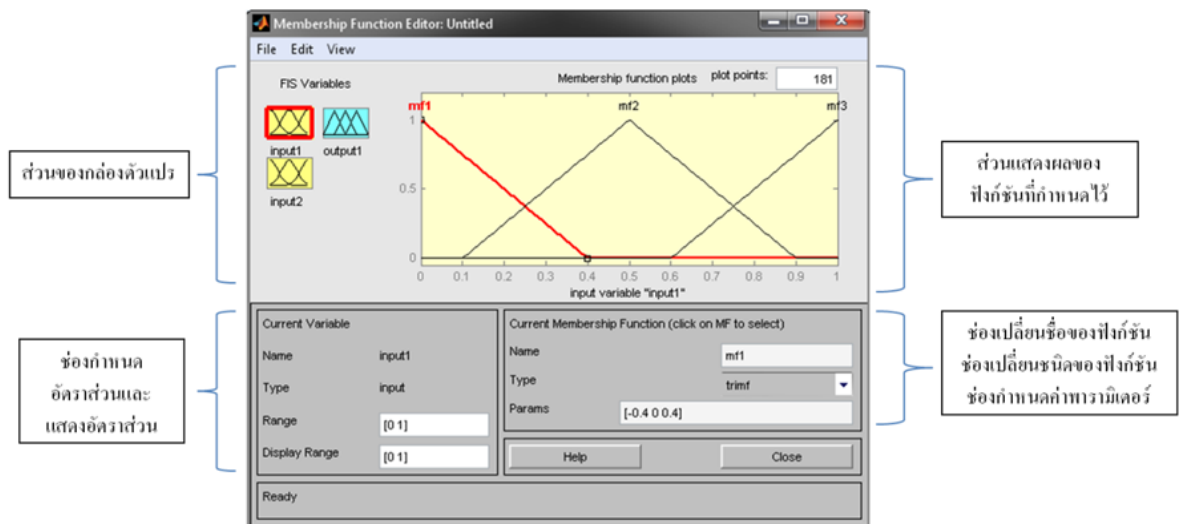 Membership Function Editor: Untitled
File Edit View
FIS Variables
input1
output1
input2
Membership function plots
plot points:
181
mf1
mf2
mf3
1
0.5
0
0 0.1 0.2 0.3 0.4 0.5 0.6 0.7 0.8 0.9 1
input variable "input1"
Current Variable
Name input1
Type input
Range [0 1]
Display Range [0 1]
Current Membership Function (click on MF to select)
Name mf1
Type trimf
Params [-0.4 0 0.4]
Help
Close
Ready
ส่วนของกล่องตัวแปร
ช่องกำหนด
อัตราส่วนและ
แสดงอัตราส่วน
ส่วนแสดงผลของ
ฟังก์ชันที่กำหนดไว้
ช่องเปลี่ยนชื่อของฟังก์ชัน
ช่องเปลี่ยนชนิดของฟังก์ชัน
ช่องกำหนดค่าพารามิเตอร์